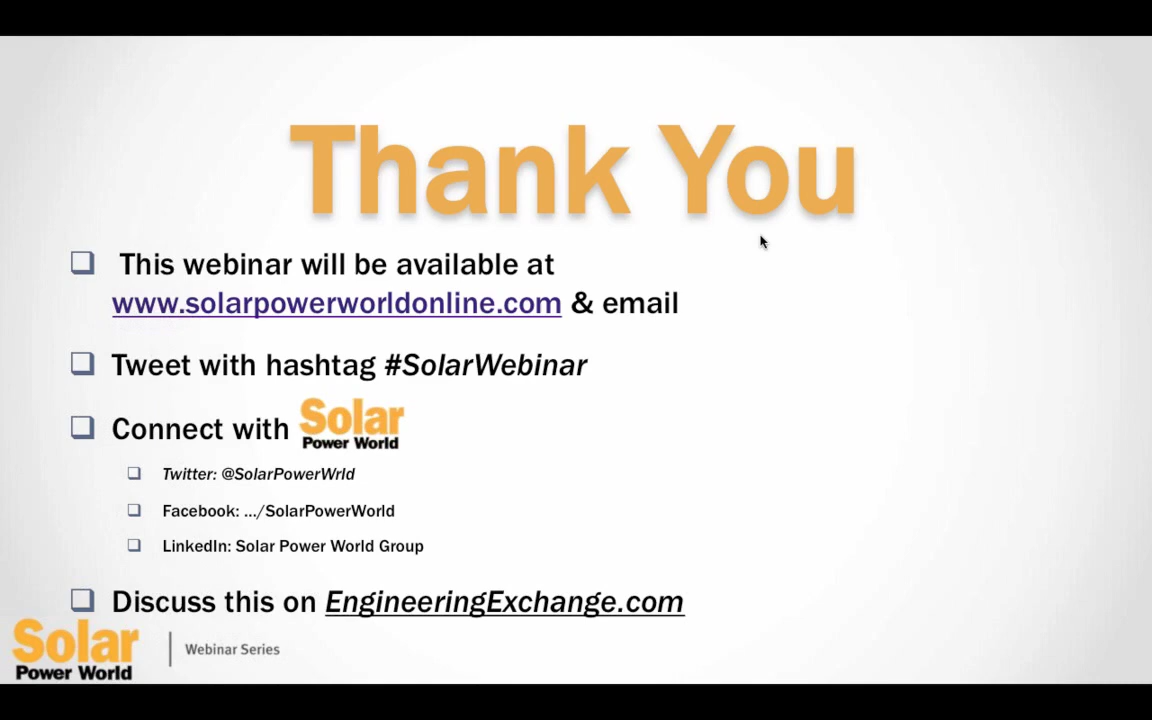 Thank You
This webinar will be available at
www.solarpowerworldonline.com & email
Tweet with hashtag #SolarWebinar
Connect with Solar Power World
Twitter: @SolarPowerWrld
Facebook: .../SolarPowerWorld
LinkedIn: Solar Power World Group
Discuss this on EngineeringExchange.com
Solar
Power World
Webinar Series